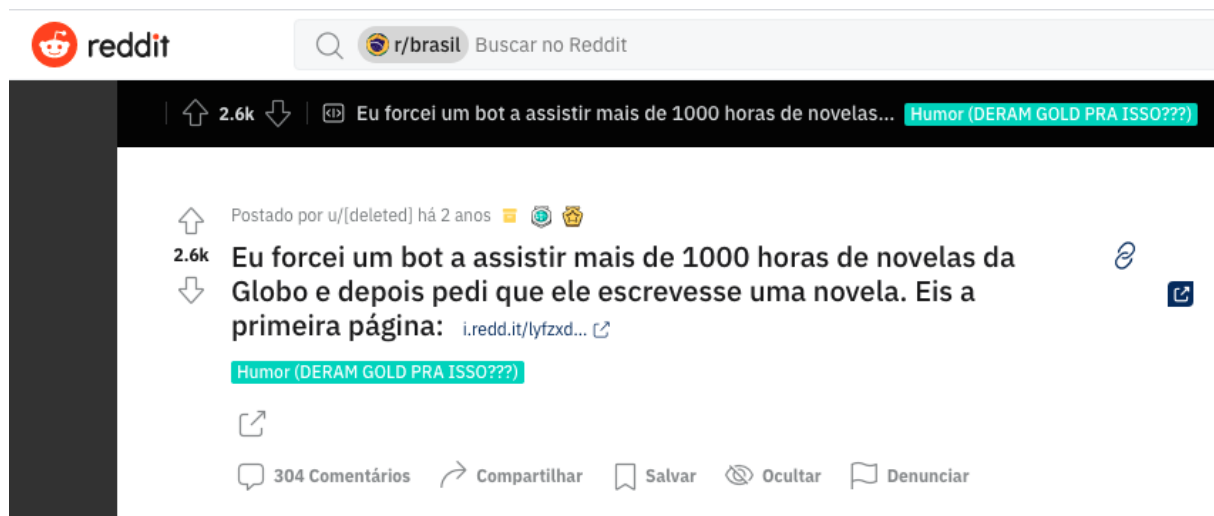 reddit
r/brasil Buscar no Reddit
2.6k Eu forcei um bot a assistir mais de 1000 horas de novelas... Humor (DERAM GOLD PRA ISSO???)
Postado por u/[deleted] há 2 anos
2.6k
Eu forcei um bot a assistir mais de 1000 horas de novelas da
Globo e depois pedi que ele escrevesse uma novela. Eis a
primeira página: i.redd.it/lyfzxd...
Humor (DERAM GOLD PRA ISSO???)
304 Comentários Compartilhar Salvar Ocultar Denunciar